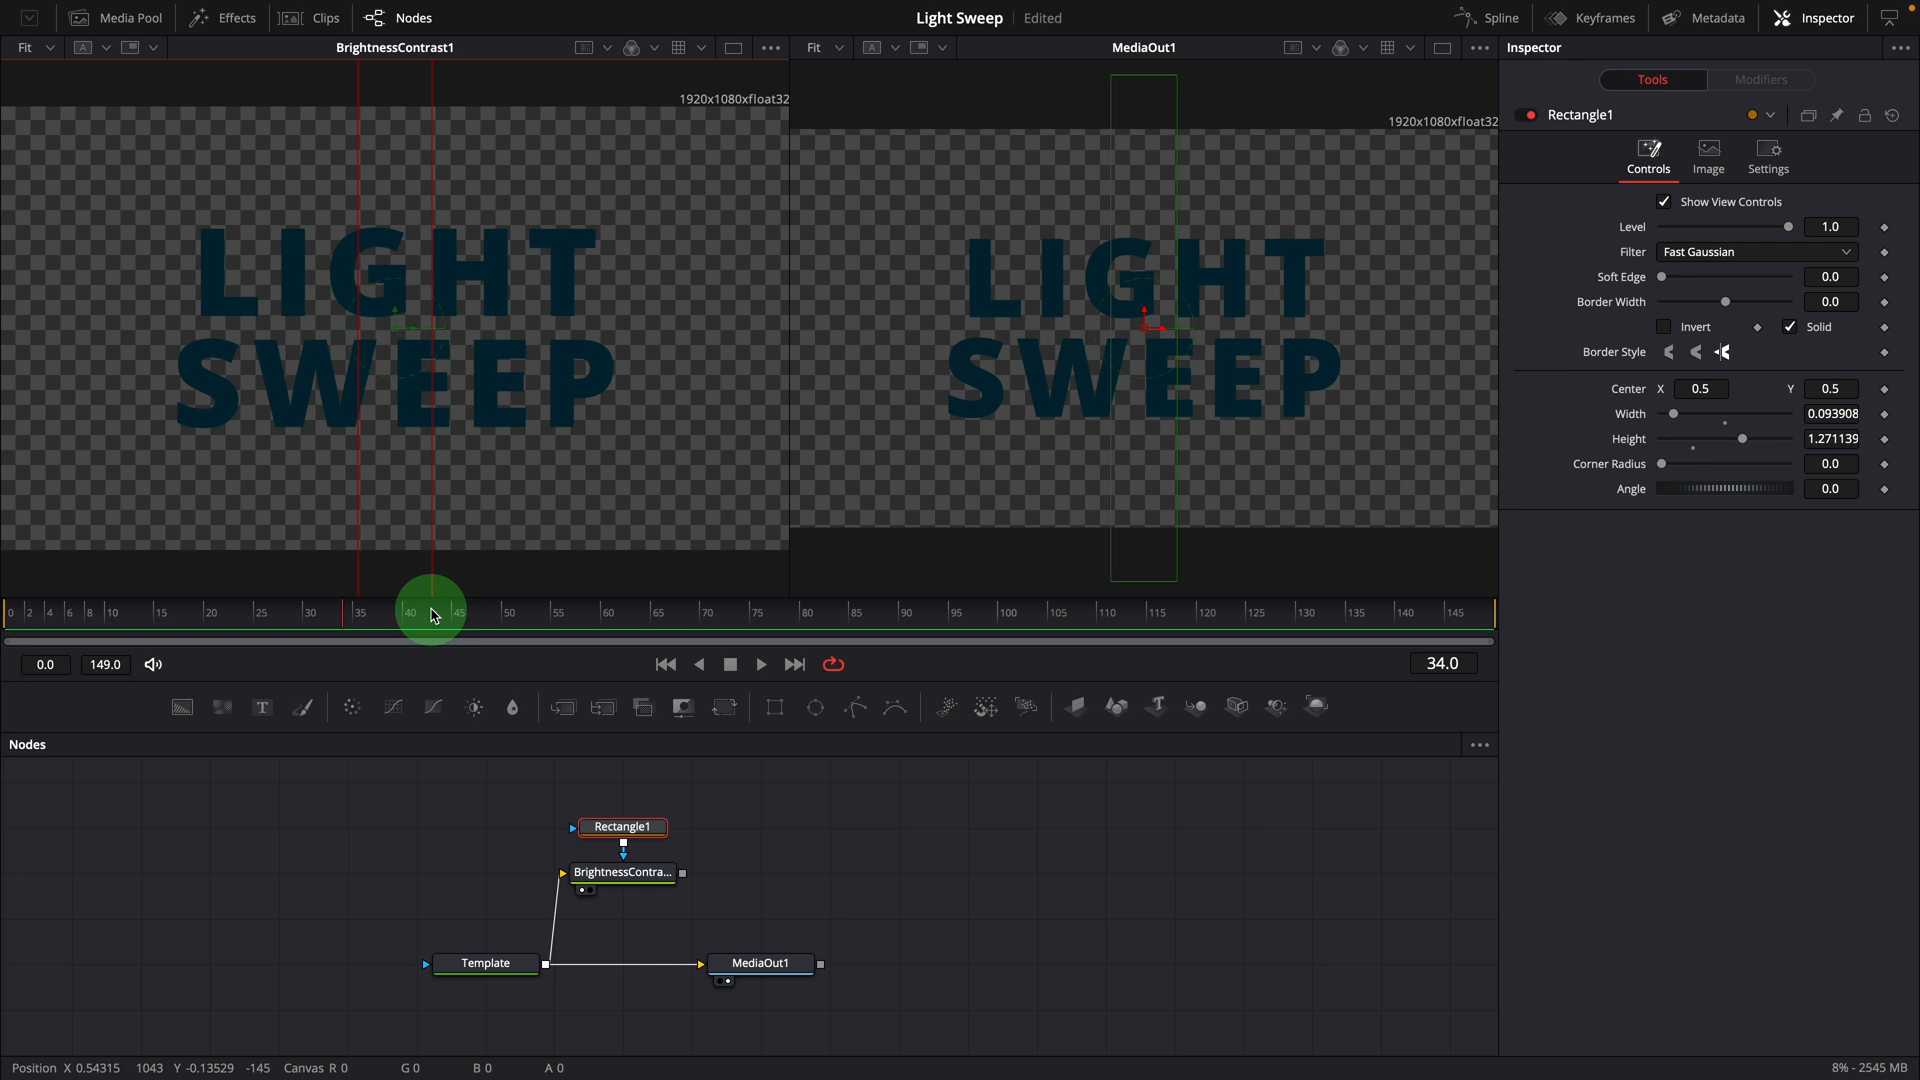 Media Pool Effects Clips Nodes Light Sweep Edited Spline Keyframes Metadata Inspector
Fit A BrightnessContrast1 Fit A MediaOut1 Inspector
Tools Modifiers
1920x1080xfloat32
1920x1080xfloat32
Rectangle1
Controls Image Settings
Show View Controls
Level 1.0
Filter Fast Gaussian
Soft Edge 0.0
Border Width 0.0
Invert Solid
Border Style
Center X 0.5 Y 0.5
Width 0.093908
Height 1.271139
Corner Radius 0.0
Angle 0.0
LIGHT
SWEEP
LIGHT
SWEEP
0 2 4 6 8 10 15 20 25 30 35 40 45 50 55 60 65 70 75 80 85 90 95 100 105 110 115 120 125 130 135 140 145
0.0 149.0 34.0
Nodes
Rectangle1
BrightnessContra...
Template MediaOut1
Position X 0.54315 1043 Y -0.13529 -145 Canvas R 0 G 0 B 0 A 0 8% - 2545 MB